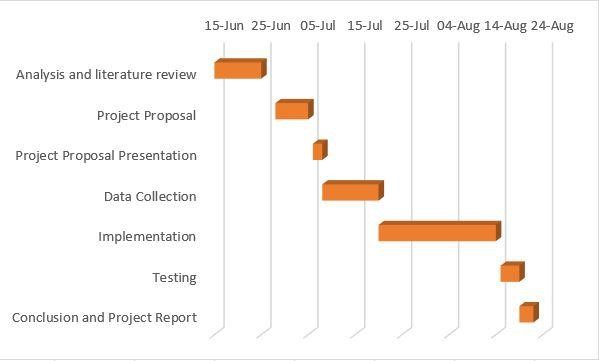 15-Jun 25-Jun 05-Jul 15-Jul 25-Jul 04-Aug 14-Aug 24-Aug
Analysis and literature review
Project Proposal
Project Proposal Presentation
Data Collection
Implementation
Testing
Conclusion and Project Report